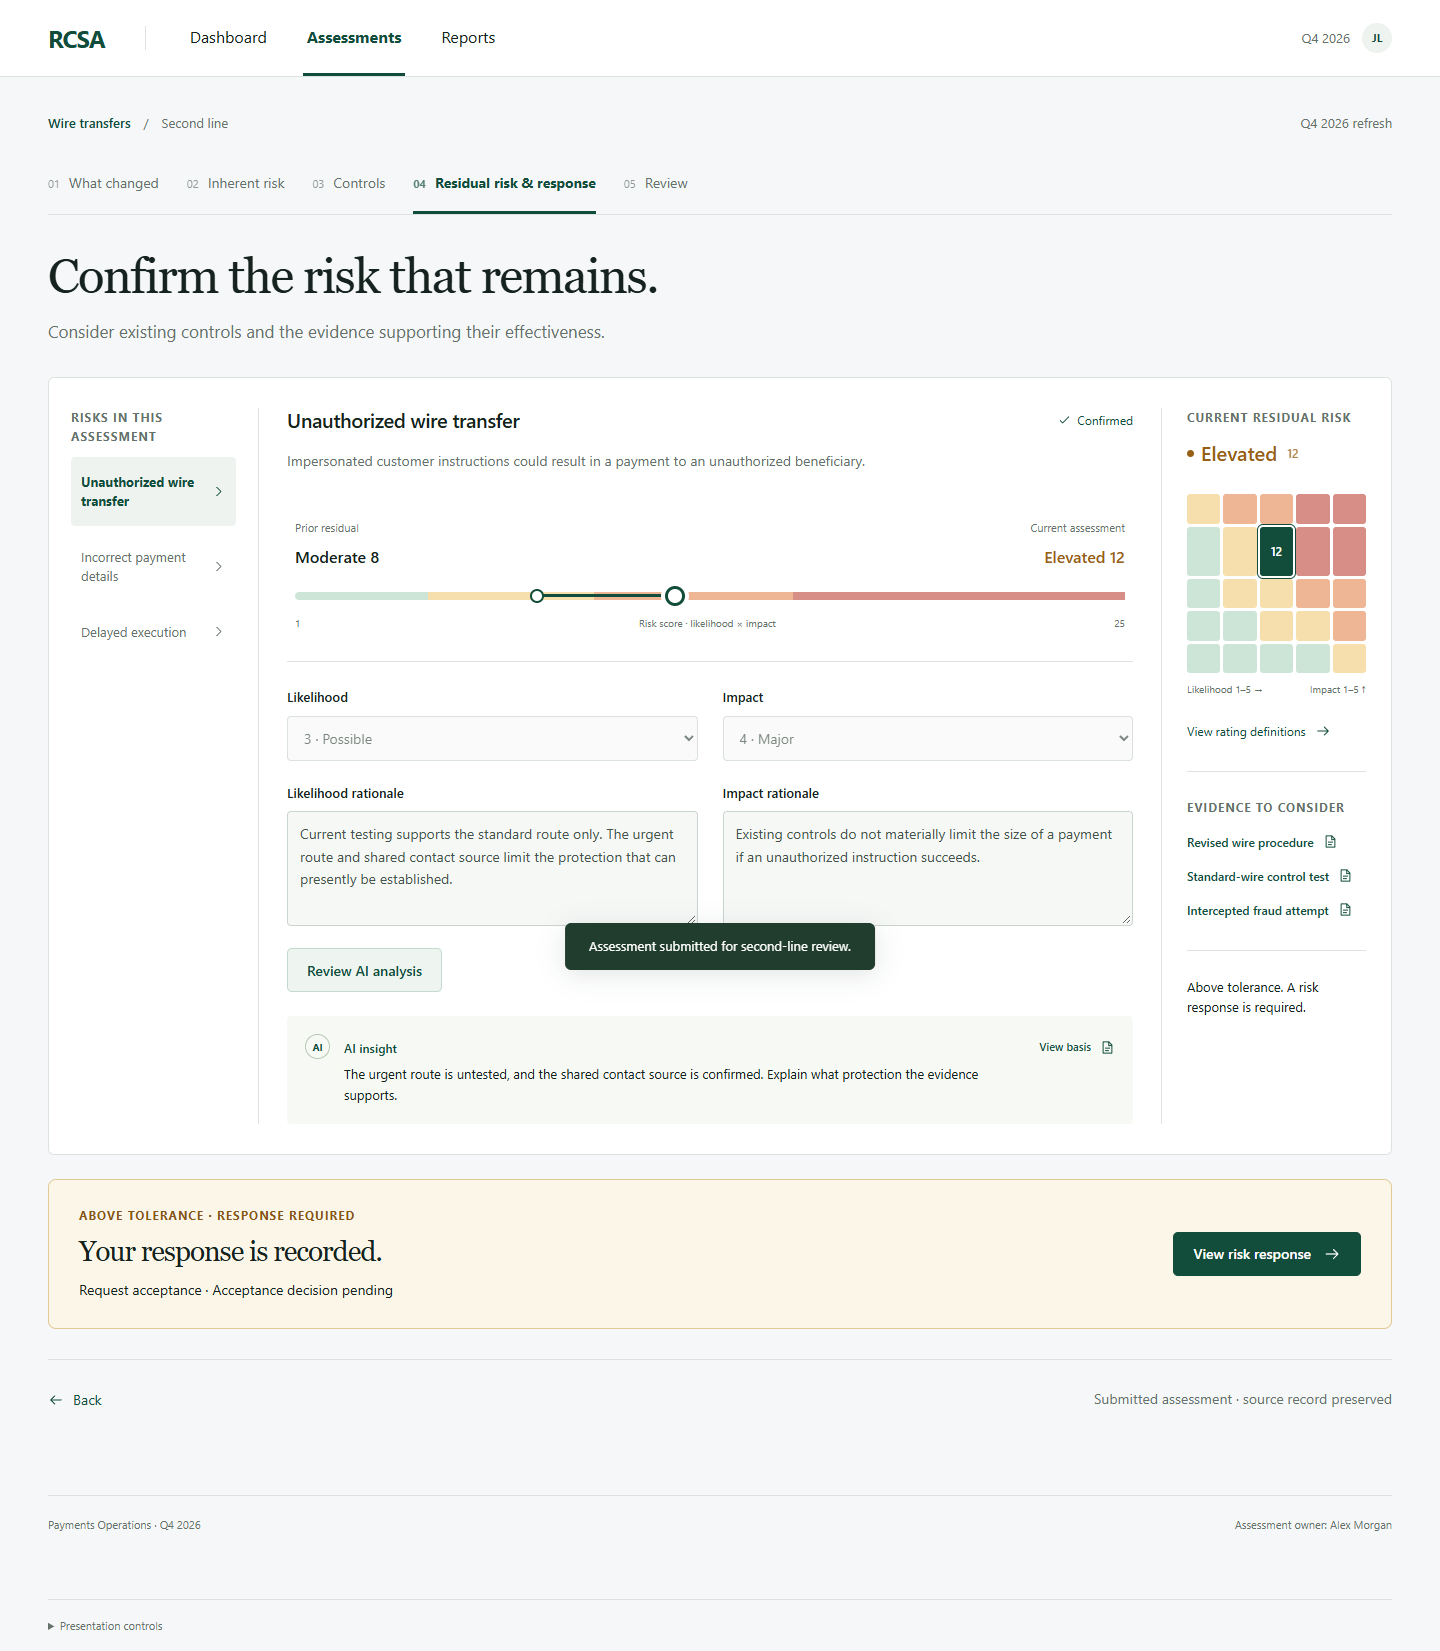 RCSA
Dashboard
Assessments
Reports
Q4 2026
JL
Wire transfers / Second line
Q4 2026 refresh
01 What changed
02 Inherent risk
03 Controls
04 Residual risk & response
05 Review
Confirm the risk that remains.
Consider existing controls and the evidence supporting their effectiveness.
RISKS IN THIS
ASSESSMENT
Unauthorized wire
transfer
Incorrect payment
details
Delayed execution
Unauthorized wire transfer
Confirmed
Impersonated customer instructions could result in a payment to an unauthorized beneficiary.
Prior residual
Current assessment
Moderate 8
Elevated 12
1
Risk score · likelihood × impact
25
Likelihood
Impact
3 · Possible
4 · Major
Likelihood rationale
Impact rationale
Current testing supports the standard route only. The urgent
route and shared contact source limit the protection that can
presently be established.
Existing controls do not materially limit the size of a payment
if an unauthorized instruction succeeds.
Assessment submitted for second-line review.
Review AI analysis
AI
AI insight
View basis
The urgent route is untested, and the shared contact source is confirmed. Explain what protection the evidence
supports.
CURRENT RESIDUAL RISK
Elevated 12
12
Likelihood 1–5 →
Impact 1–5 ↑
View rating definitions →
EVIDENCE TO CONSIDER
Revised wire procedure
Standard-wire control test
Intercepted fraud attempt
Above tolerance. A risk
response is required.
ABOVE TOLERANCE · RESPONSE REQUIRED
Your response is recorded.
Request acceptance · Acceptance decision pending
View risk response →
← Back
Submitted assessment · source record preserved
Payments Operations · Q4 2026
Assessment owner: Alex Morgan
Presentation controls